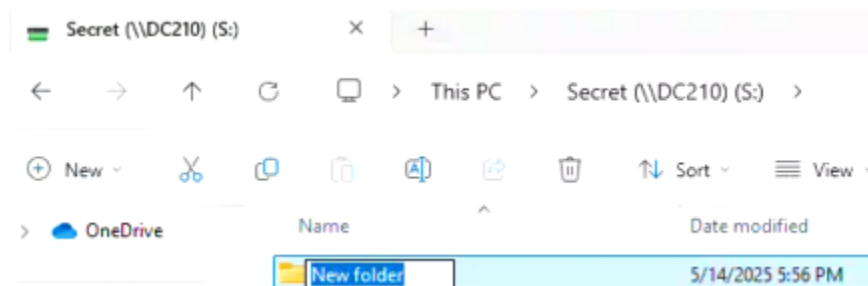 Secret (\\DC210) (S:)
This PC > Secret (\\DC210) (S:) >
New Sort View
OneDrive Name Date modified
New folder 5/14/2025 5:56 PM